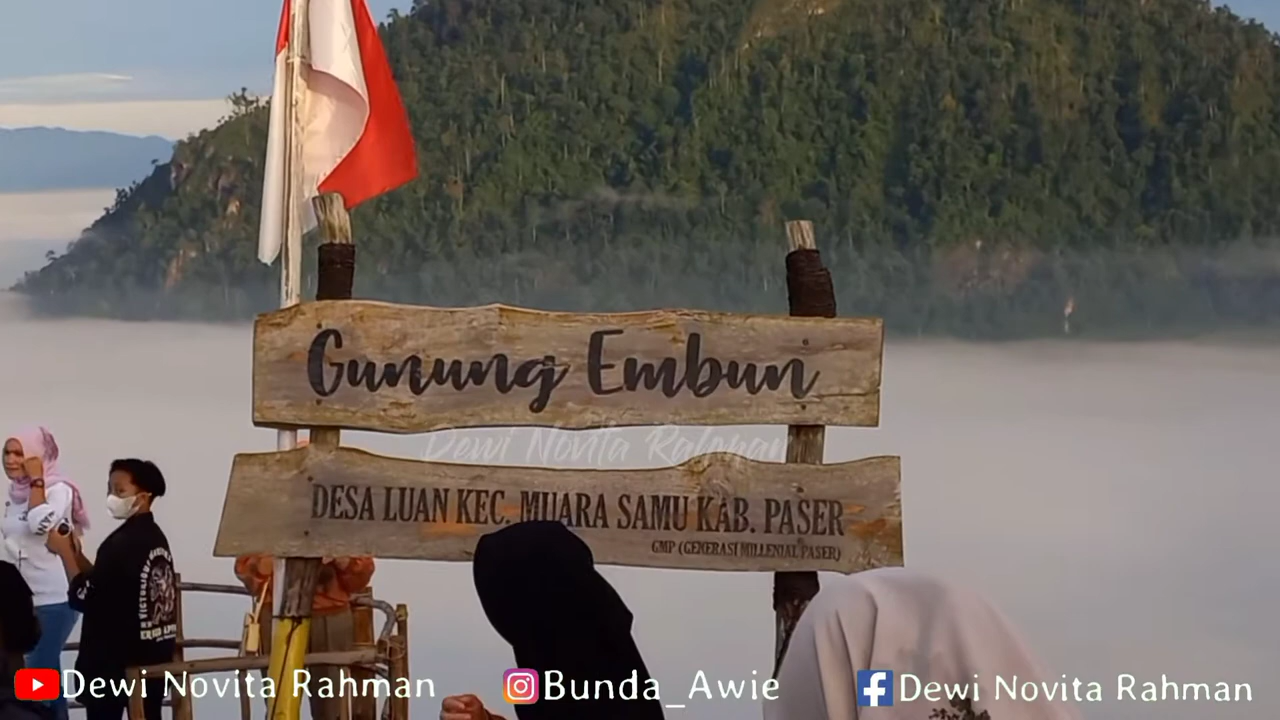 Gunung Embun
Dewi Novita Rahman
DESA LUAN KEC. MUARA SAMU KAB. PASER
GMP (GENERASI MILLENIAL PASER)
VICTORIOUS
Dewi Novita Rahman
Bunda_Awie
Dewi Novita Rahman